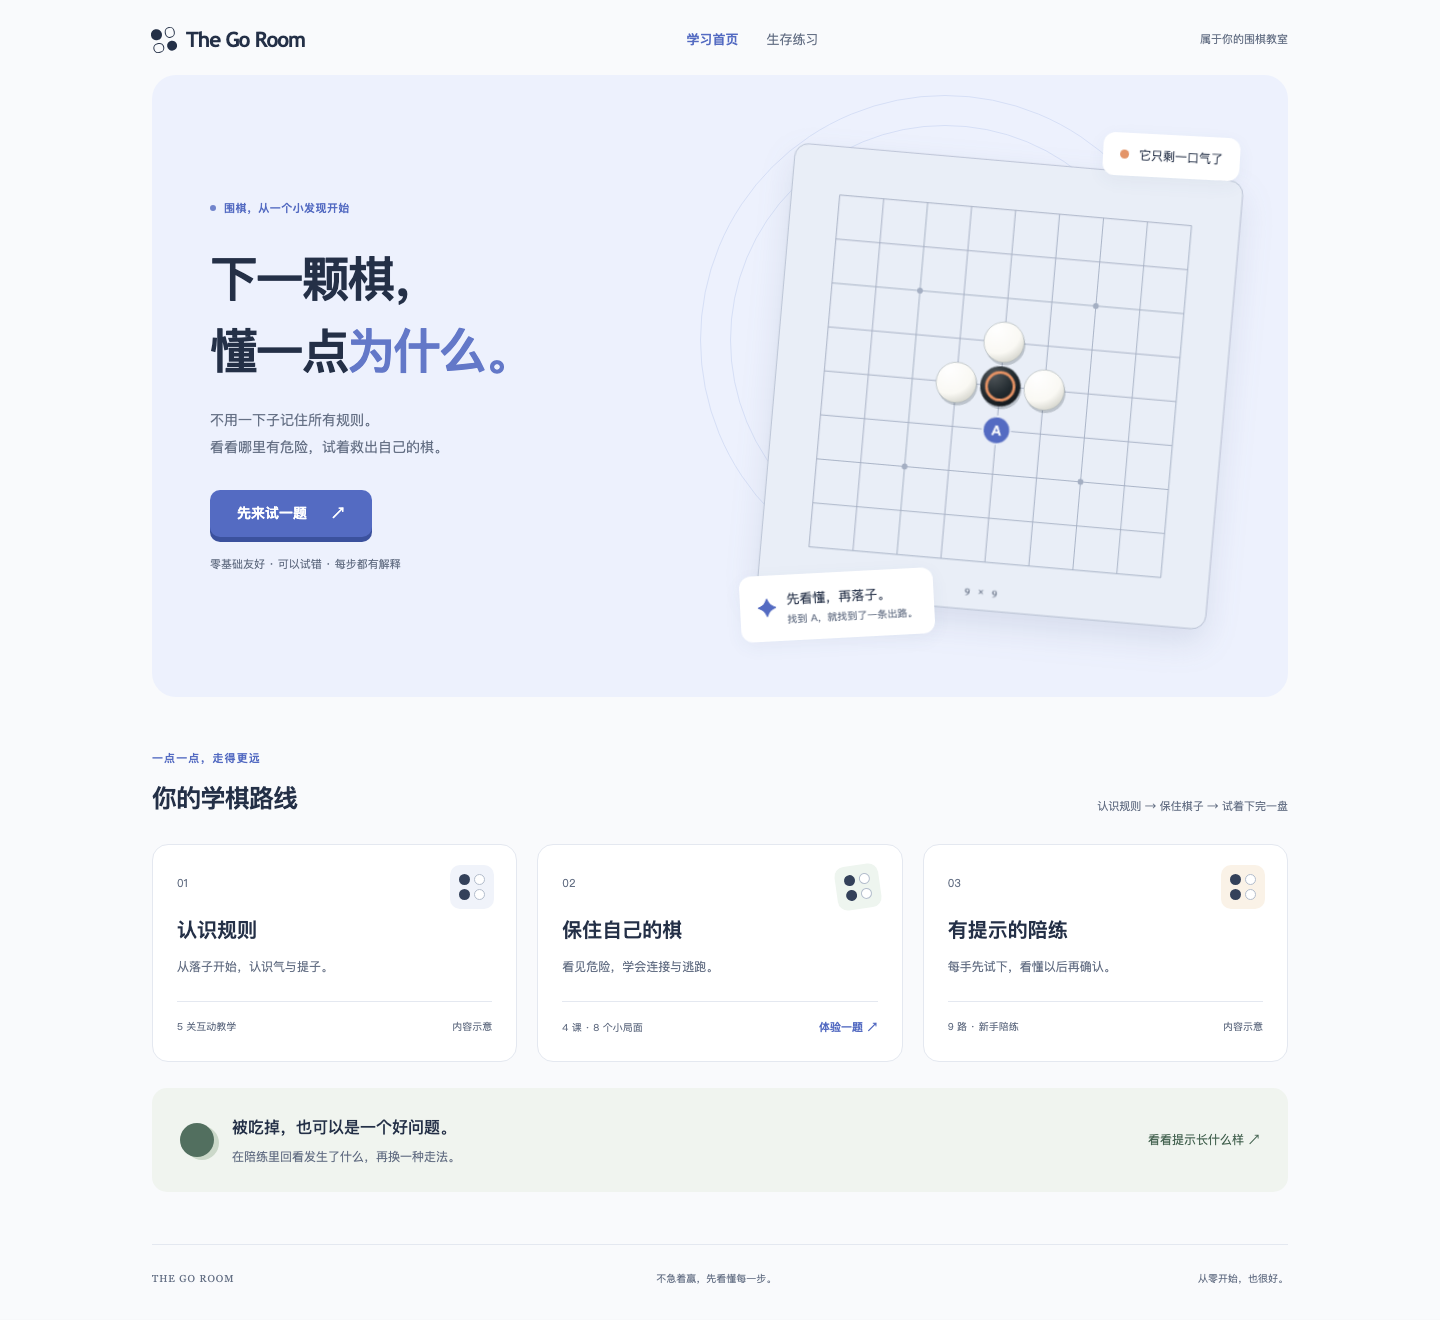 The Go Room
学习首页
生存练习
属于你的围棋教室
围棋，从一个小发现开始
下一颗棋，
懂一点为什么。
不用一下子记住所有规则。
看看哪里有危险，试着救出自己的棋。
先来试一题 ↗
零基础友好 · 可以试错 · 每步都有解释
它只剩一口气了
A
9 × 9
先看懂，再落子。
找到 A，就找到了一条出路。
一点一点，走得更远
你的学棋路线
认识规则 → 保住棋子 → 试着下完一盘
01
认识规则
从落子开始，认识气与提子。
5 关互动教学
内容示意
02
保住自己的棋
看见危险，学会连接与逃跑。
4 课 · 8 个小局面
体验一题 ↗
03
有提示的陪练
每手先试下，看懂以后再确认。
9 路 · 新手陪练
内容示意
被吃掉，也可以是一个好问题。
在陪练里回看发生了什么，再换一种走法。
看看提示长什么样 ↗
THE GO ROOM
不急着赢，先看懂每一步。
从零开始，也很好。